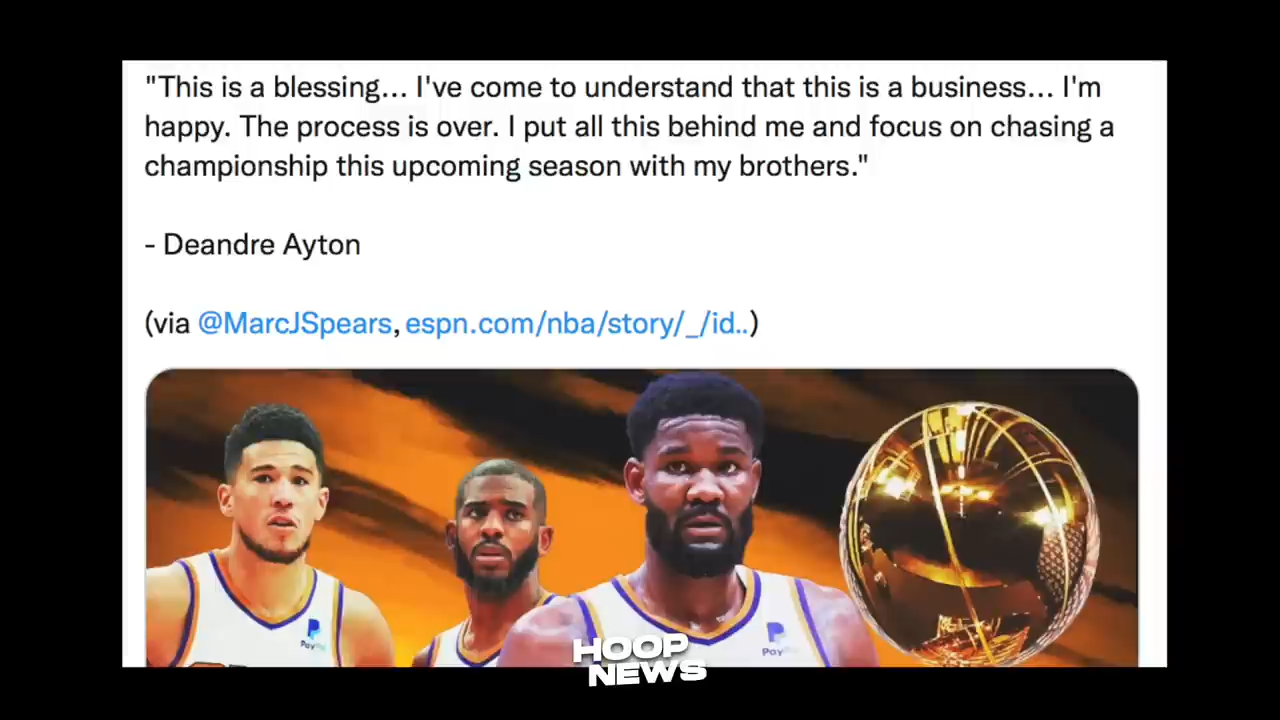 "This is a blessing... I've come to understand that this is a business... I'm
happy. The process is over. I put all this behind me and focus on chasing a
championship this upcoming season with my brothers."
- Deandre Ayton
(via @MarcJSpears, espn.com/nba/story/_/id..)
PayPal
PayPal
HOOP
NEWS